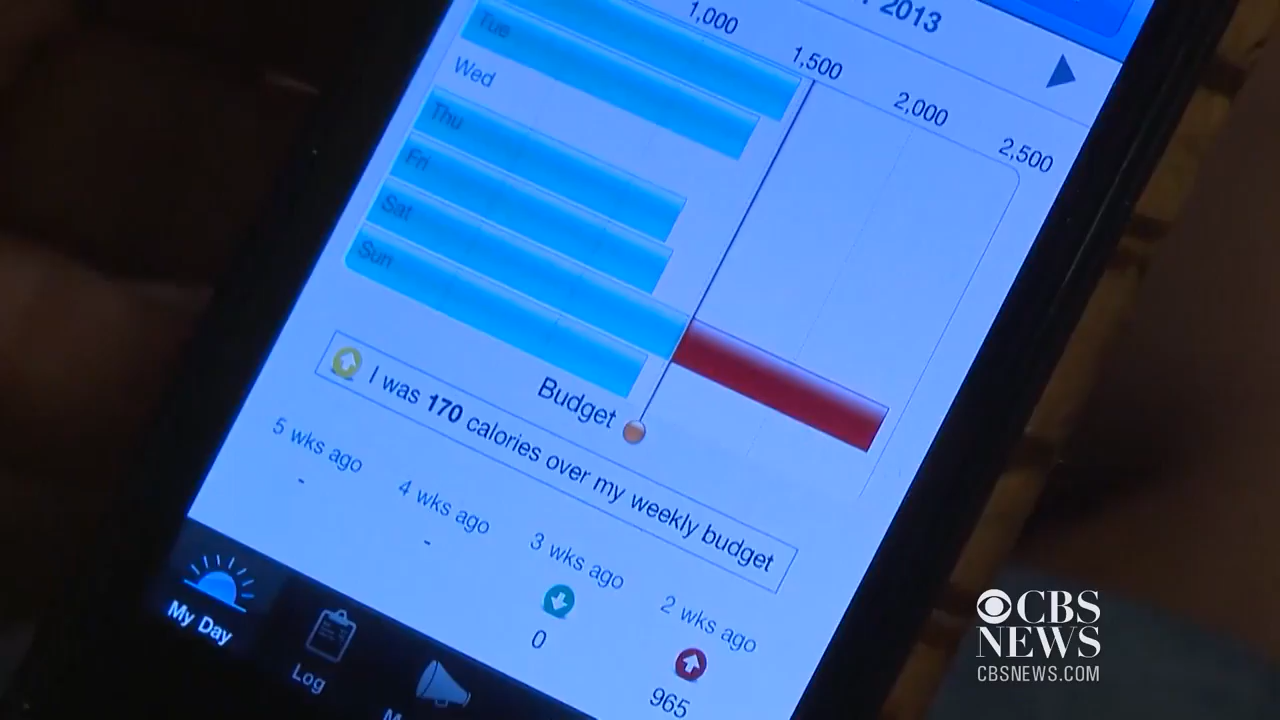 2013
1,000
1,500
2,000
2,500
Tue
Wed
Thu
Fri
Sat
Sun
Budget
I was 170 calories over my weekly budget
5 wks ago
4 wks ago
3 wks ago
2 wks ago
-
-
0
965
My Day
Log
CBS
NEWS
CBSNEWS.COM